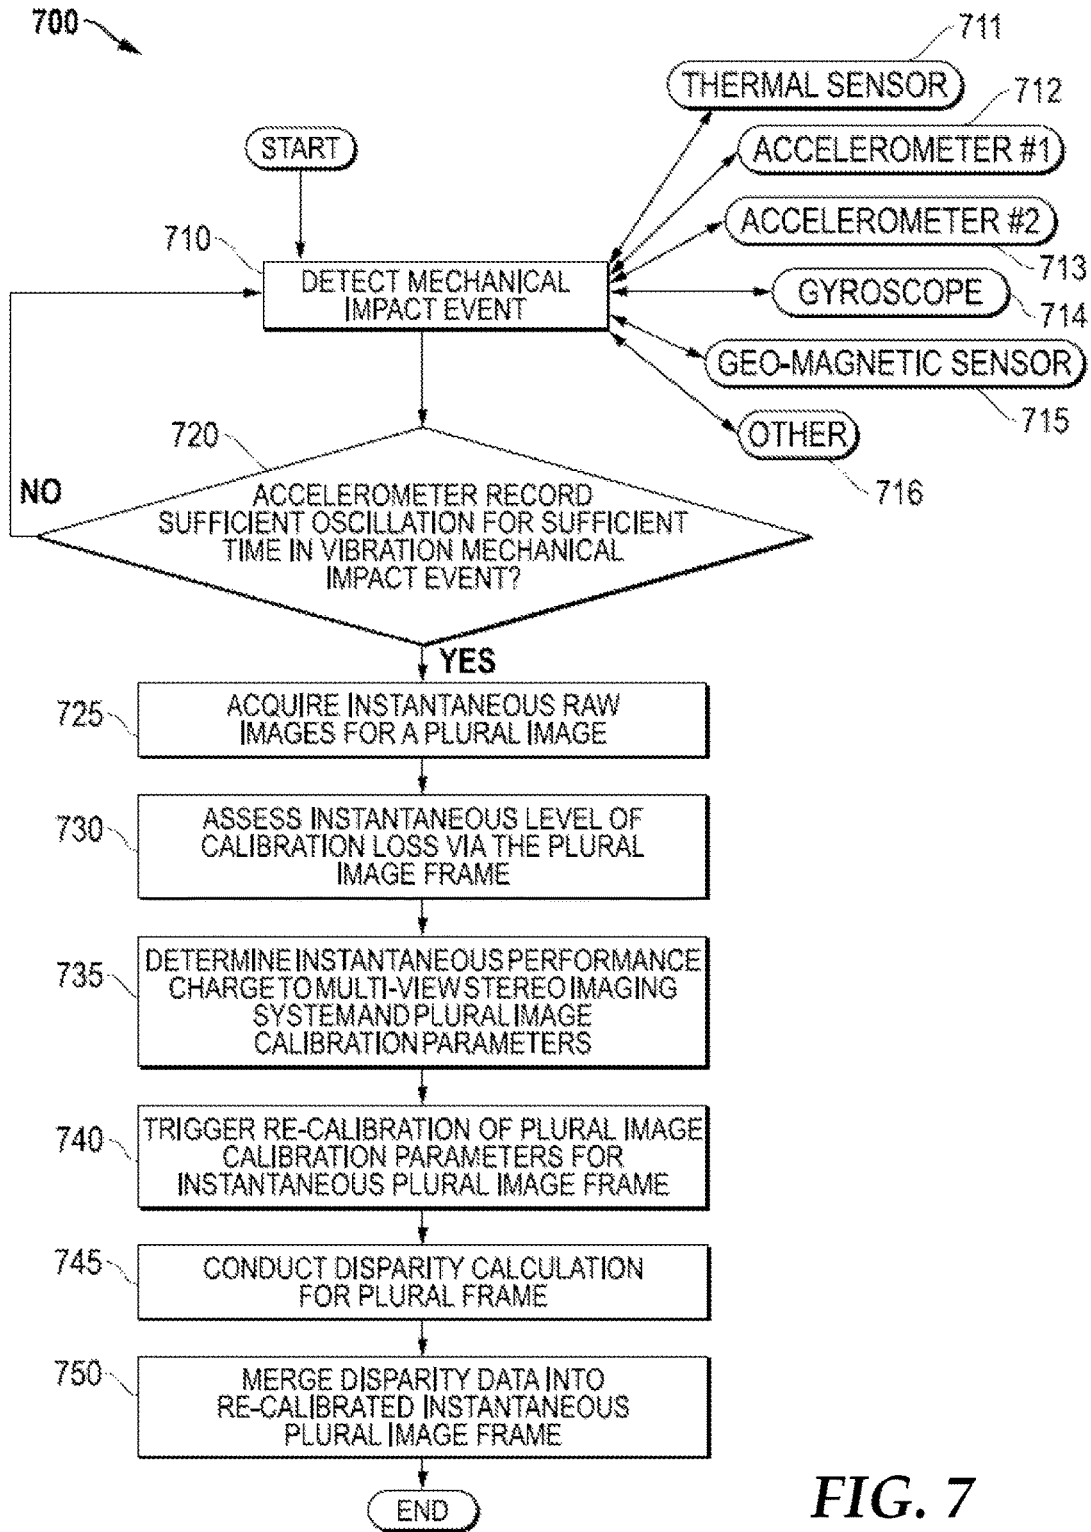 700
711
THERMAL SENSOR
712
START
ACCELEROMETER #1
ACCELEROMETER #2
710
713
DETECT MECHANICAL
IMPACT EVENT
GYROSCOPE
714
GEO-MAGNETIC SENSOR
715
720
OTHER
716
NO
ACCELEROMETER RECORD
SUFFICIENT OSCILLATION FOR SUFFICIENT
TIME IN VIBRATION MECHANICAL
IMPACT EVENT?
YES
725
ACQUIRE INSTANTANEOUS RAW
IMAGES FOR A PLURAL IMAGE
730
ASSESS INSTANTANEOUS LEVEL OF
CALIBRATION LOSS VIA THE PLURAL
IMAGE FRAME
735
DETERMINE INSTANTANEOUS PERFORMANCE
CHARGE TO MULTI-VIEW STEREO IMAGING
SYSTEM AND PLURAL IMAGE
CALIBRATION PARAMETERS
740
TRIGGER RE-CALIBRATION OF PLURAL IMAGE
CALIBRATION PARAMETERS FOR
INSTANTANEOUS PLURAL IMAGE FRAME
745
CONDUCT DISPARITY CALCULATION
FOR PLURAL FRAME
750
MERGE DISPARITY DATA INTO
RE-CALIBRATED INSTANTANEOUS
PLURAL IMAGE FRAME
END
FIG. 7